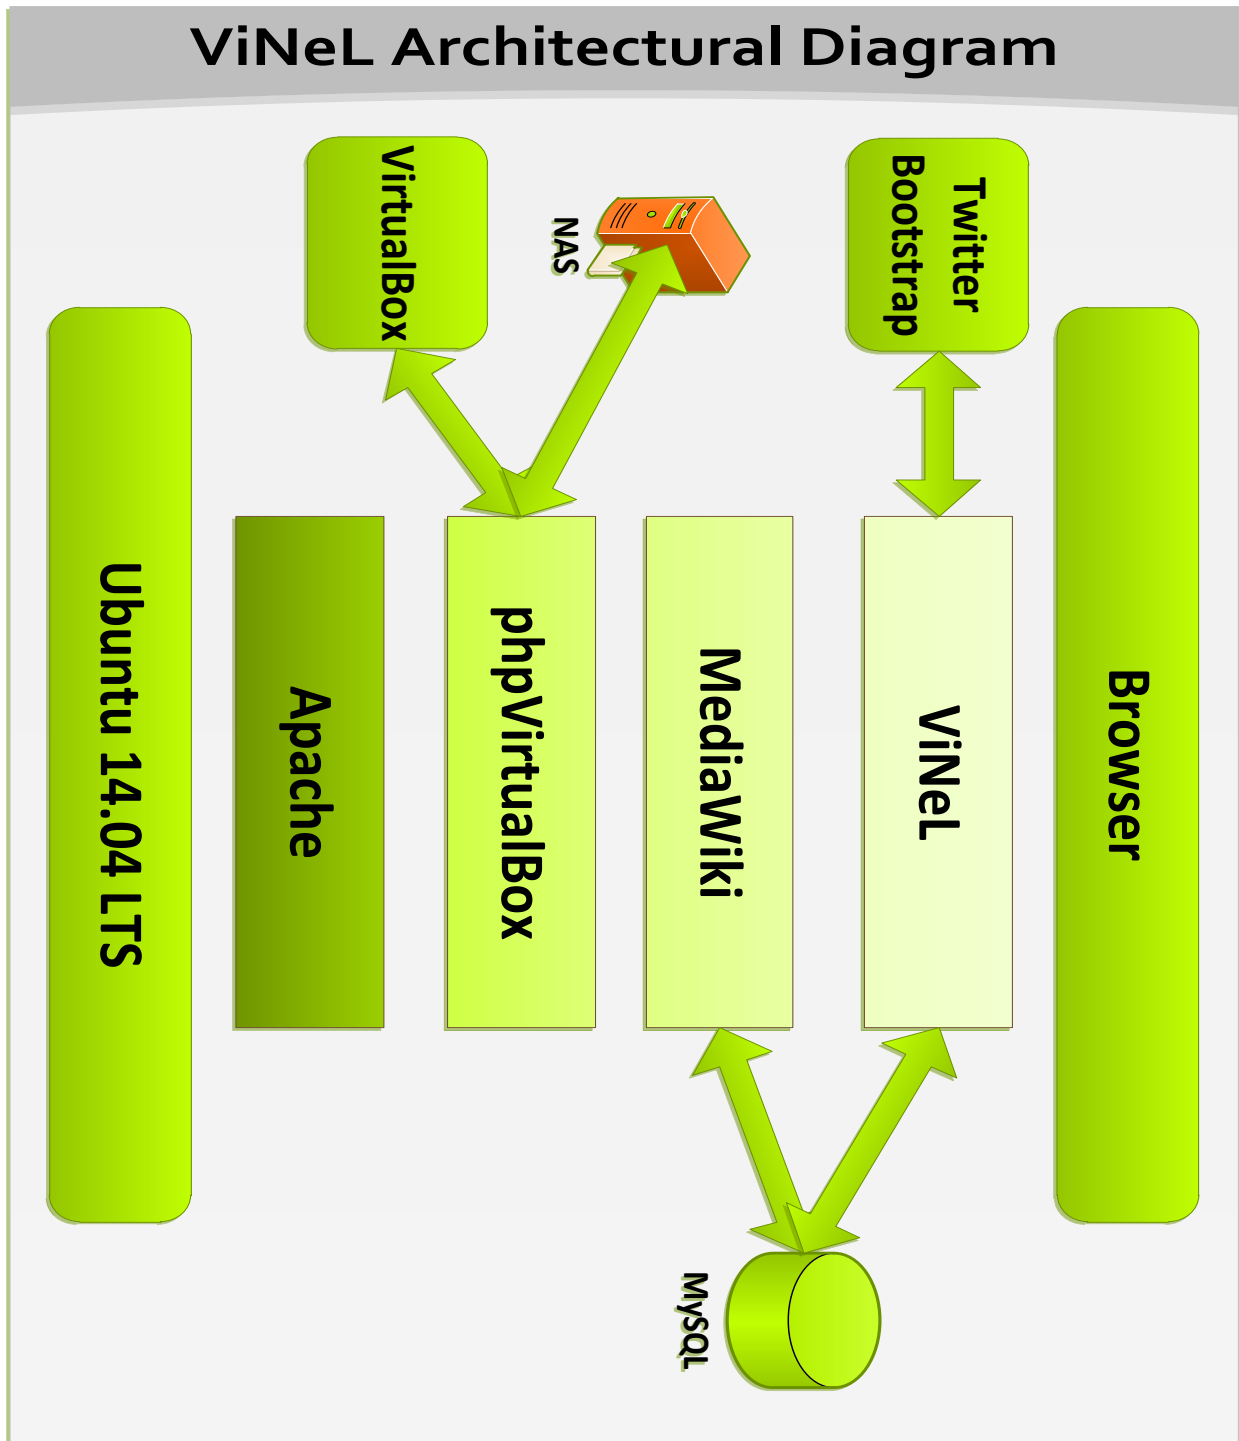 ViNeL Architectural Diagram
Browser
Twitter
Bootstrap
ViNeL
MediaWiki
MySQL
NAS
phpVirtualBox
VirtualBox
Apache
Ubuntu 14.04 LTS